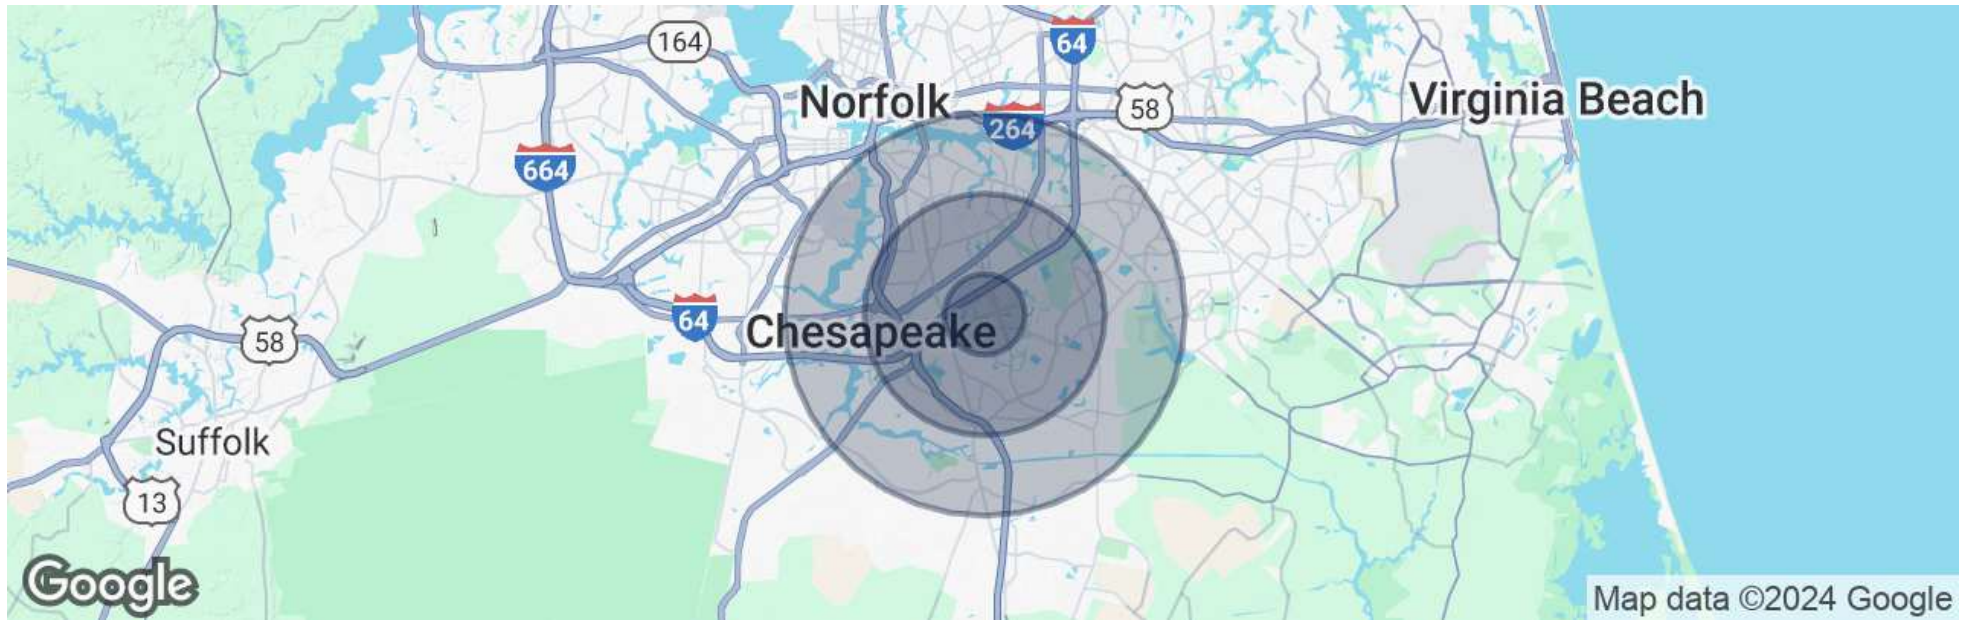 164
64
Norfolk
264
58
Virginia Beach
664
64
Chesapeake
58
Suffolk
13
Google
Map data ©2024 Google